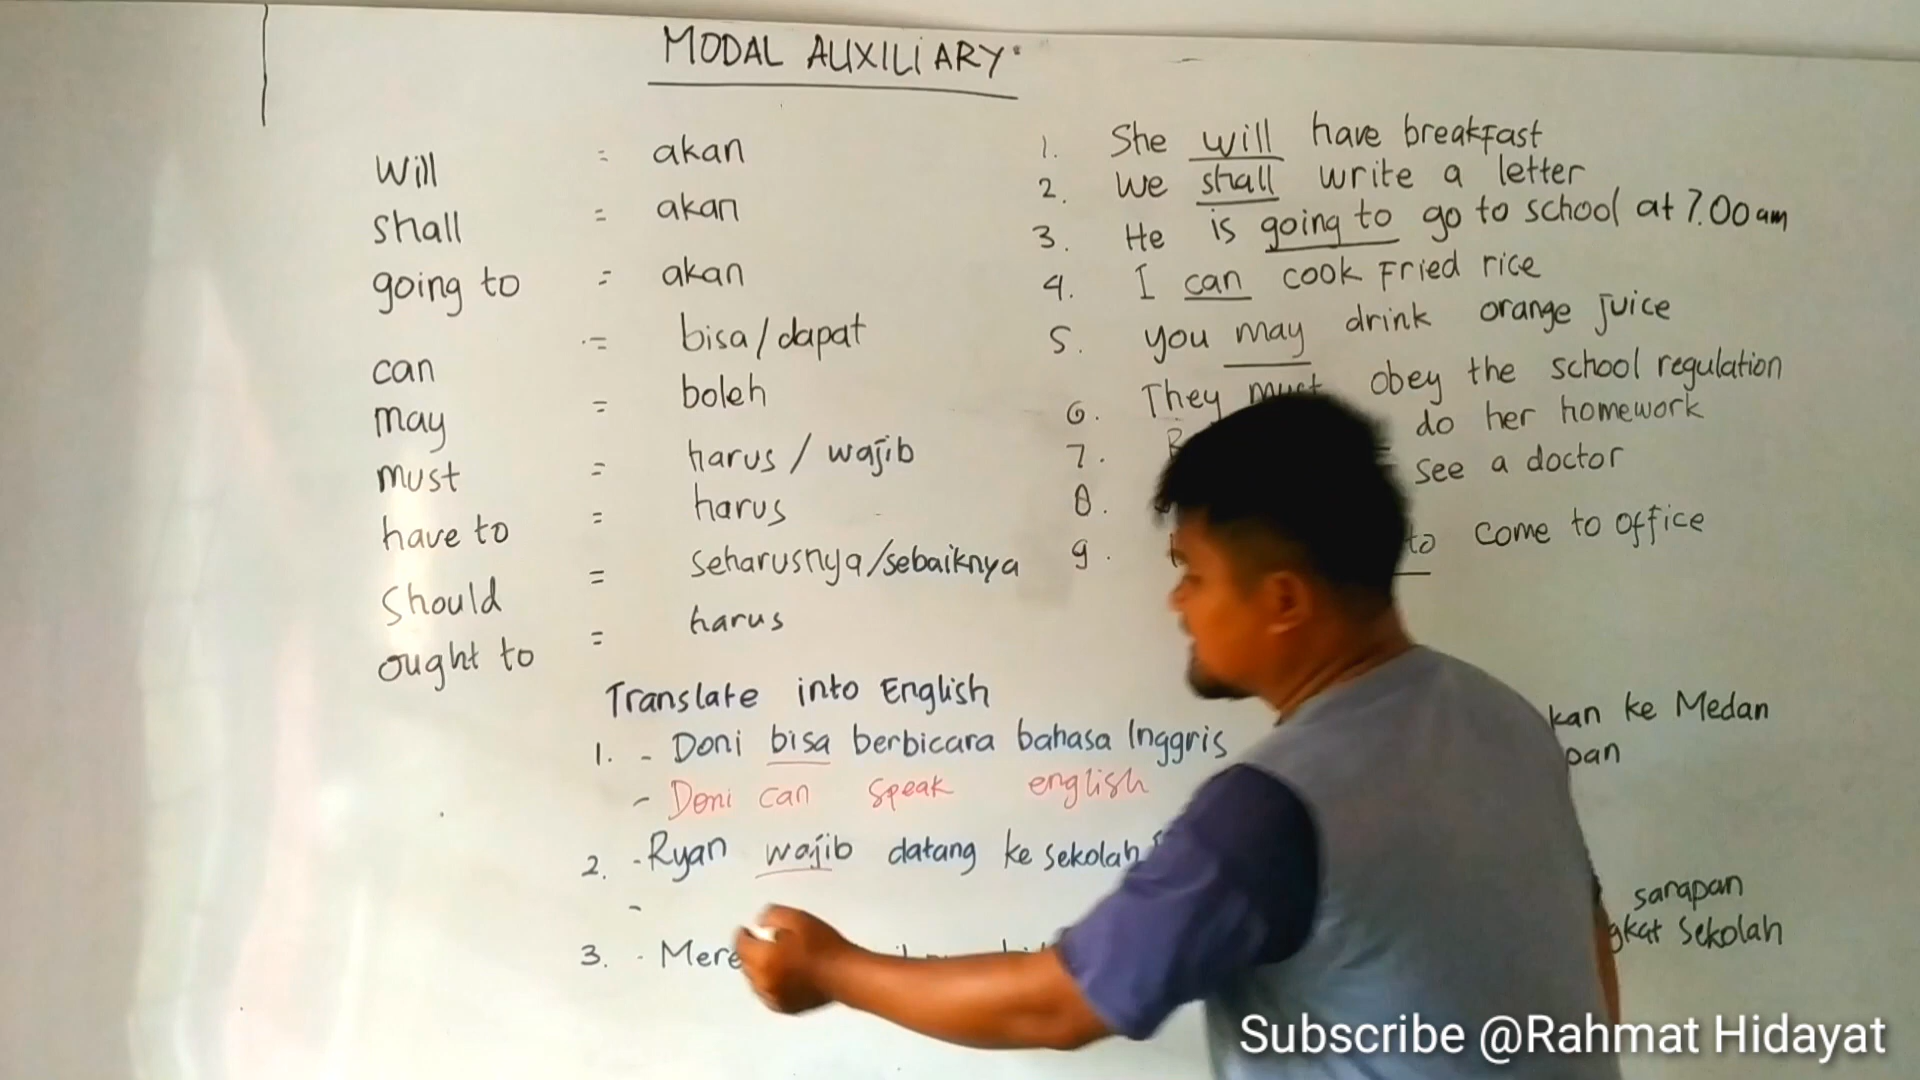 MODAL AUXILIARY
Will = akan
shall = akan
going to = akan
can = bisa/dapat
may = boleh
must = harus / wajib
have to = harus
Should = seharusnya/sebaiknya
ought to = harus
1. She will have breakfast
2. We shall write a letter
3. He is going to go to school at 7.00 am
4. I can cook Fried rice
5. you may drink orange juice
6. They must obey the school regulation
7. do her homework
8. see a doctor
9. to come to office
Translate into English
1. - Doni bisa berbicara bahasa Inggris
- Doni can speak english
2. - Ryan wajib datang ke sekolah
-
3. -
kan ke Medan
pan
sarapan
gkat Sekolah
Subscribe @Rahmat Hidayat